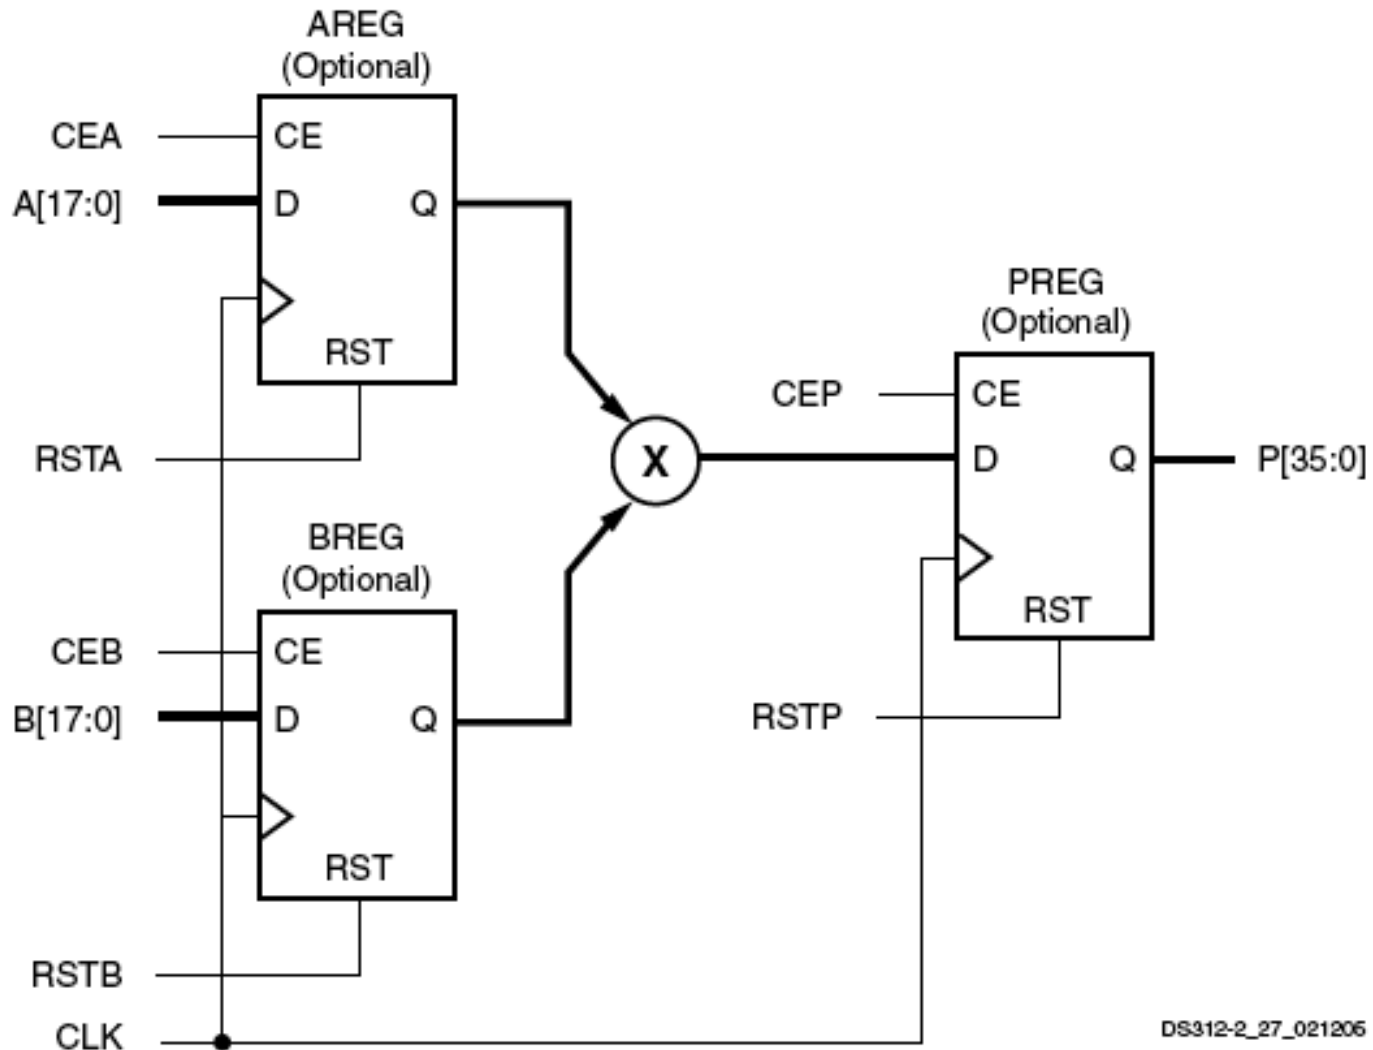 AREG
(Optional)
CEA
CE
A[17:0]
D
Q
RST
RSTA
X
PREG
(Optional)
CEP
CE
D
Q
P[35:0]
RST
RSTP
BREG
(Optional)
CEB
CE
B[17:0]
D
Q
RST
RSTB
CLK
DS312-2_27_021205